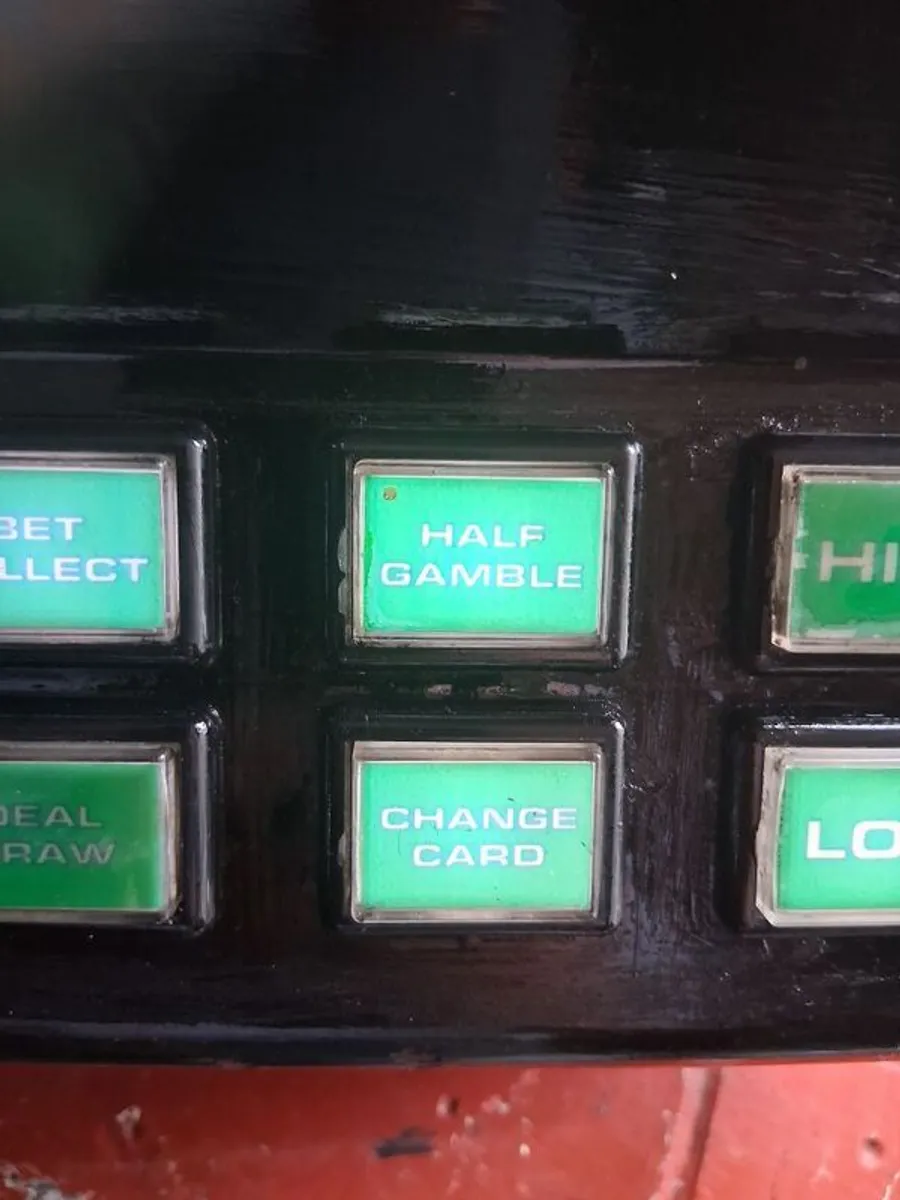 BET
LLECT
HALF
GAMBLE
HI
DEAL
RAW
CHANGE
CARD
LO